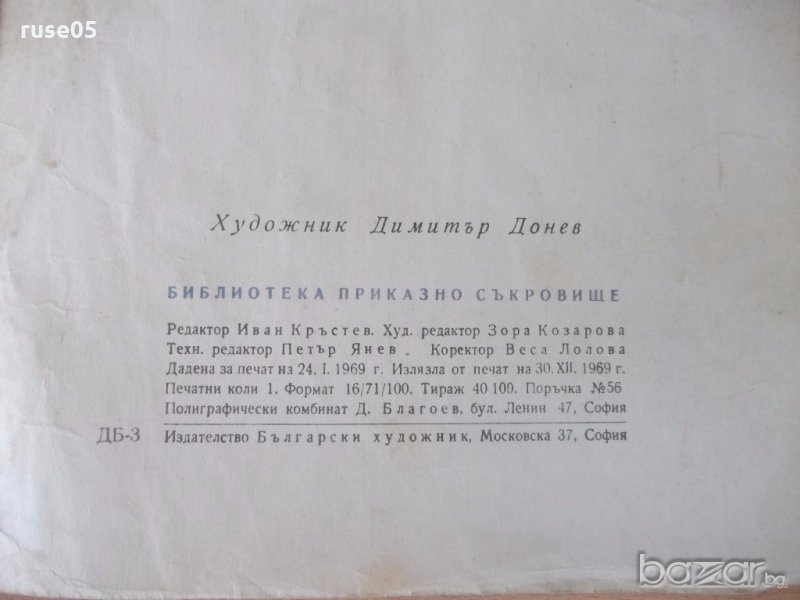 ruse05
Художник Димитър Донев
БИБЛИОТЕКА ПРИКАЗНО СЪКРОВИЩЕ
Редактор Иван Кръстев. Худ. редактор Зора Козарова
Техн. редактор Петър Янев. Коректор Веса Лолова
Дадена за печат на 24. I. 1969 г. Излязла от печат на 30. XII. 1969 г.
Печатни коли 1. Формат 16/71/100. Тираж 40 100. Поръчка №56
Полиграфически комбинат Д. Благоев, бул. Ленин 47, София
ДБ-3 Издателство Български художник, Московска 37, София
bazar.bg